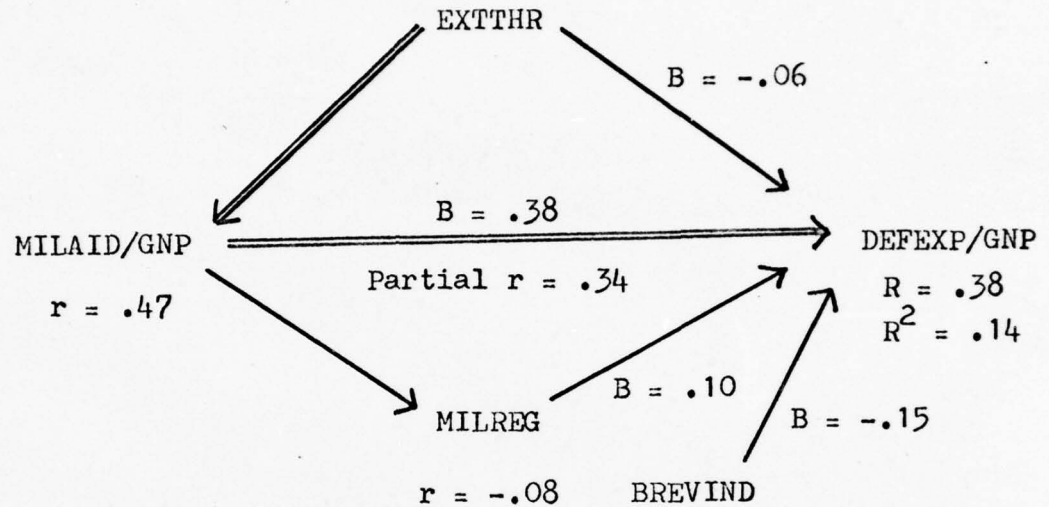 EXTTHR
B = -.06
B = .38
MILAID/GNP
DEFEXP/GNP
Partial r = .34
r = .47
R = .38
R² = .14
B = .10
MILREG
B = -.15
r = -.08
BREVIND